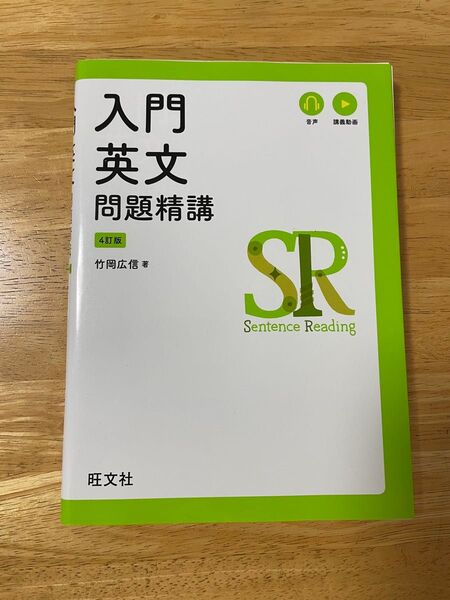 入門
英文
問題精講
4訂版
竹岡広信 著
音声
講義動画
SR
Sentence Reading
旺文社